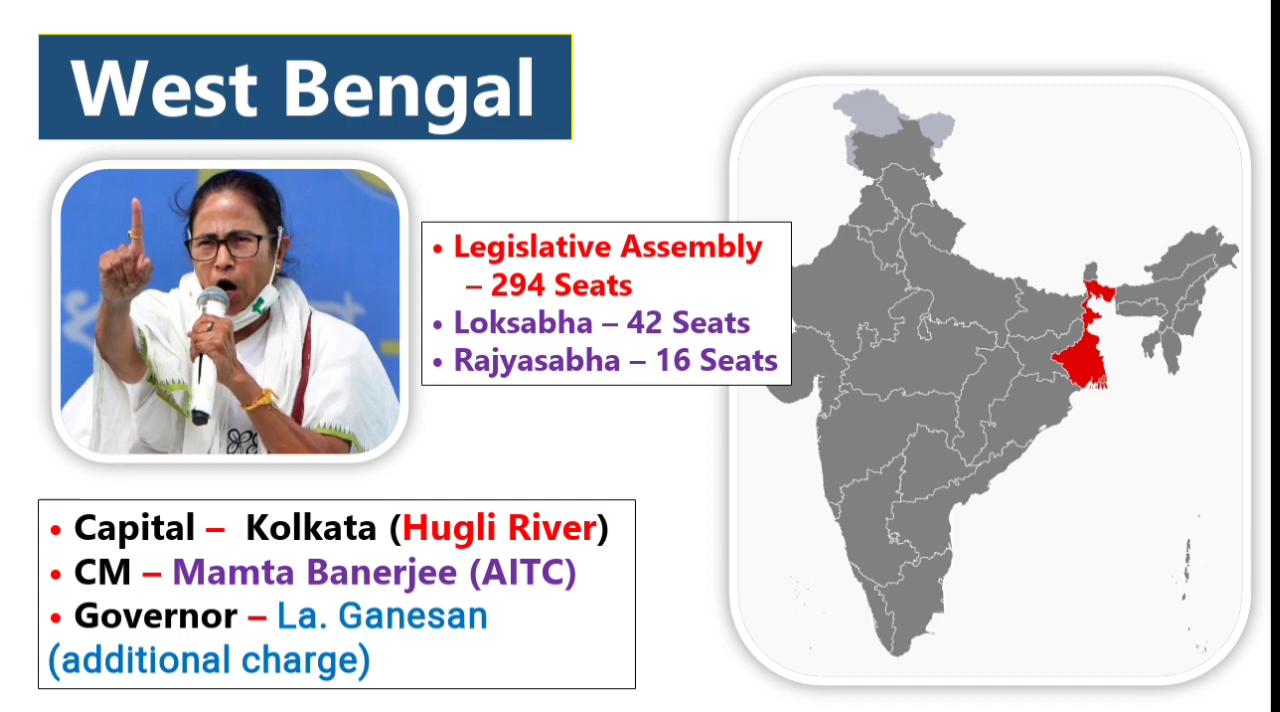 West Bengal
• Legislative Assembly
– 294 Seats
• Loksabha – 42 Seats
• Rajyasabha – 16 Seats
• Capital – Kolkata (Hugli River)
• CM – Mamta Banerjee (AITC)
• Governor – La. Ganesan
(additional charge)